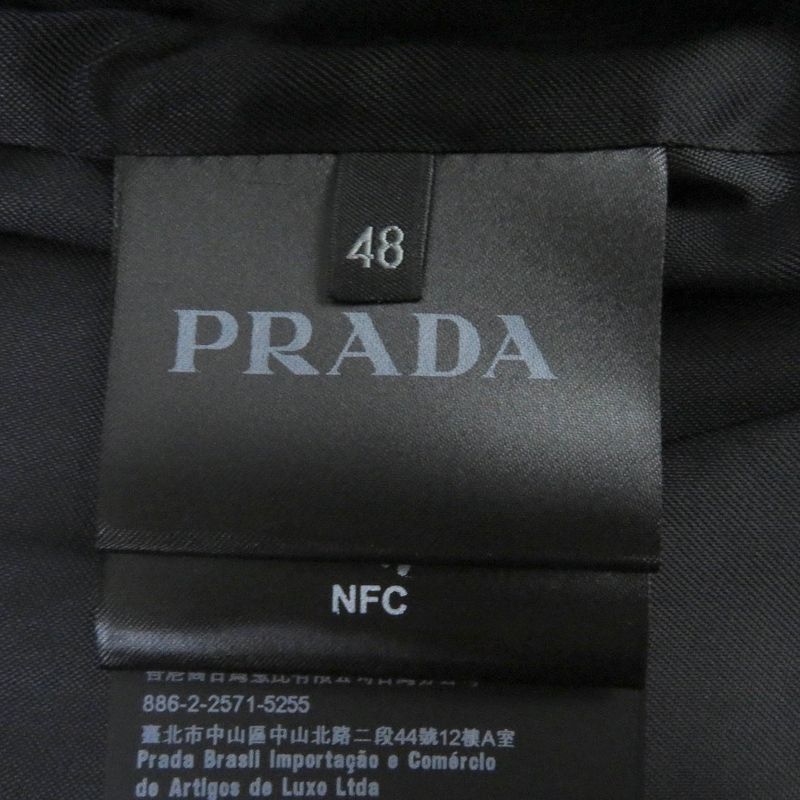 48
PRADA
NFC
886-2-2571-5255
臺北市中山區中山北路二段44號12樓A室
Prada Brasil Importação e Comércio
de Artigos de Luxo Ltda